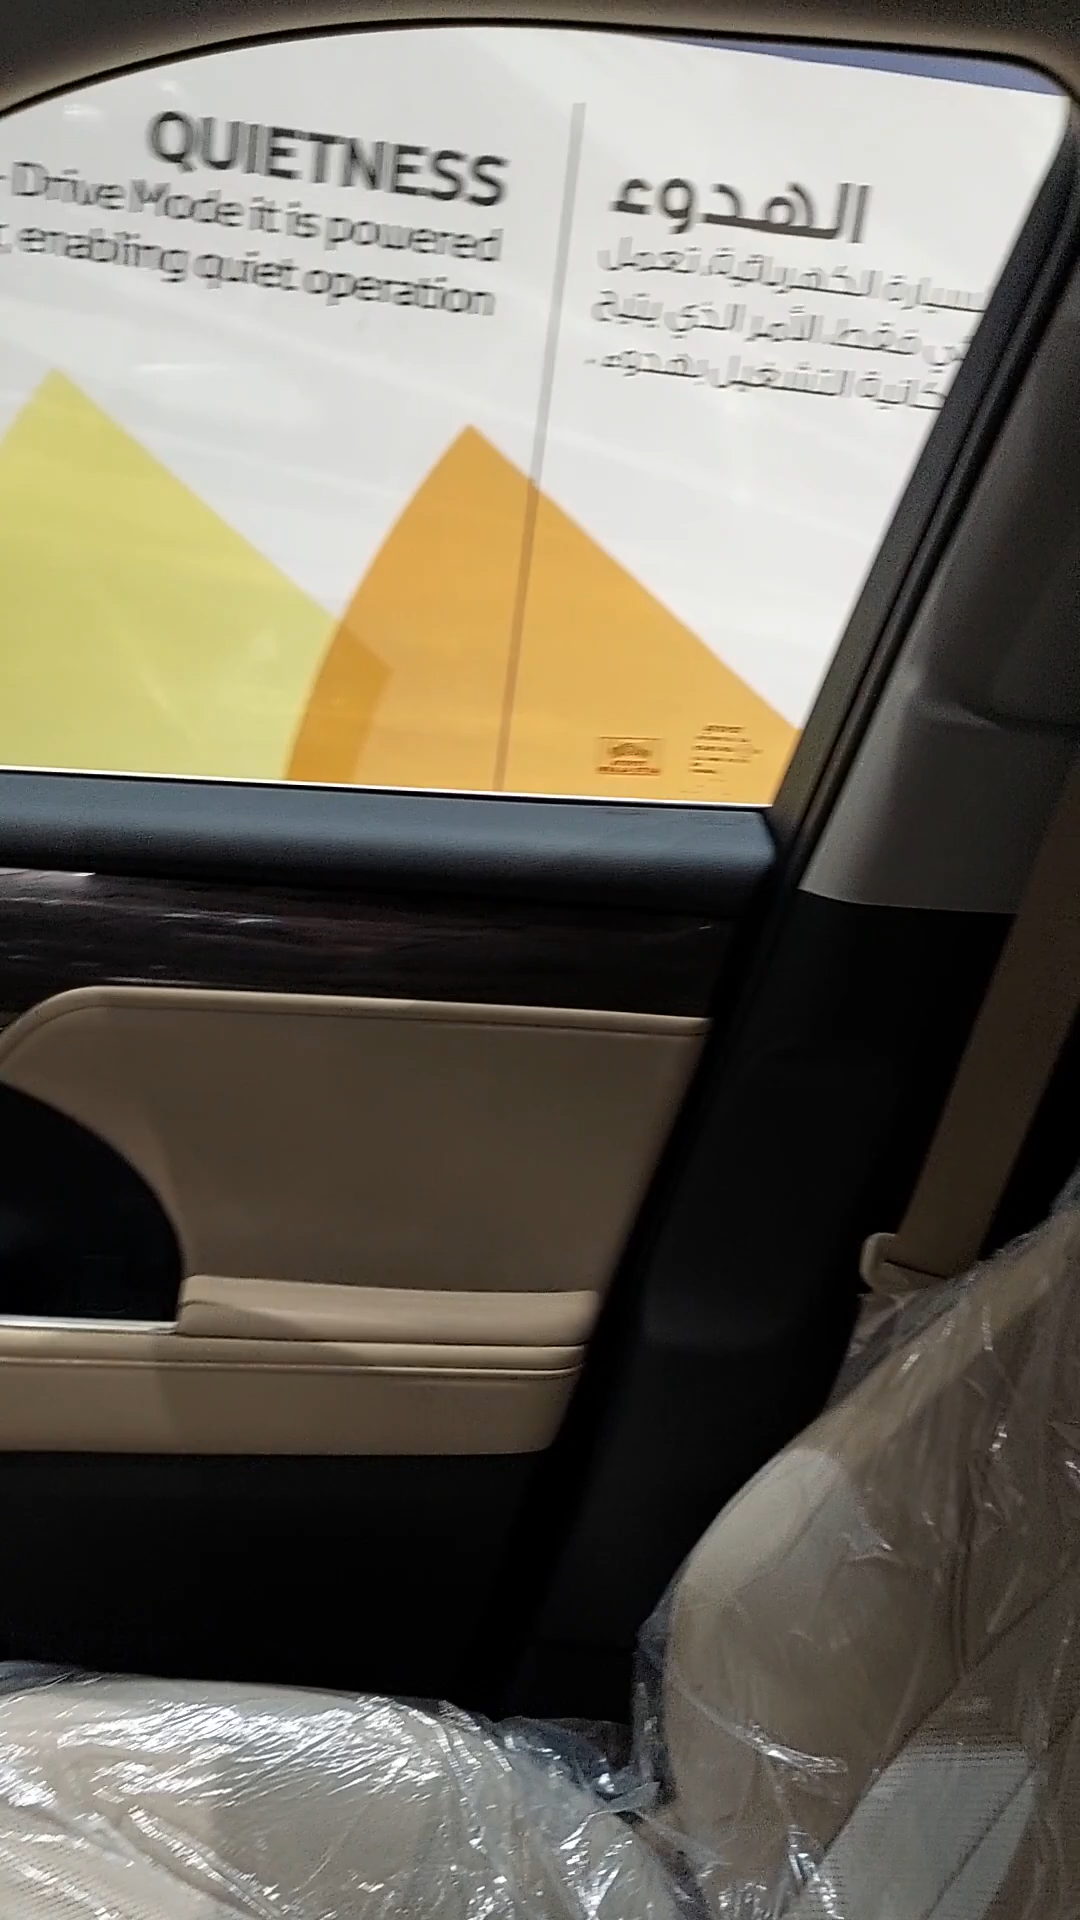 QUIETNESS
- Drive Mode it is powered
, enabling quiet operation
الهدوء
السيارة الكهربائية، تعمل
فقط، الأمر الذي يتيح
التشغيل بهدوء.